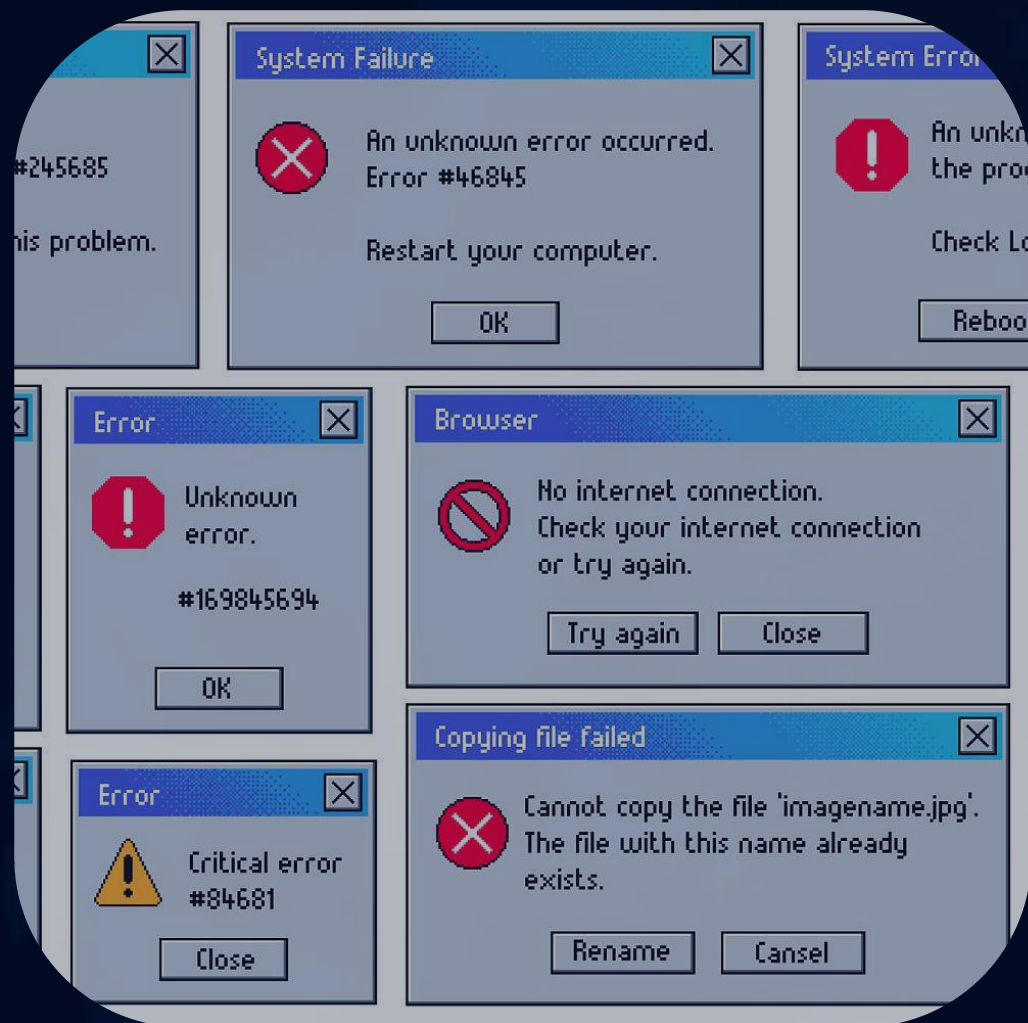 #245685
his problem.
System Failure
An unknown error occurred.
Error #46845
Restart your computer.
OK
System Error
An unkn
the pro
Check Lo
Reboo
Error
Unknown
error.
#169845694
OK
Browser
No internet connection.
Check your internet connection
or try again.
Try again
Close
Error
Critical error
#84681
Close
Copying file failed
Cannot copy the file 'imagename.jpg'.
The file with this name already
exists.
Rename
Cansel